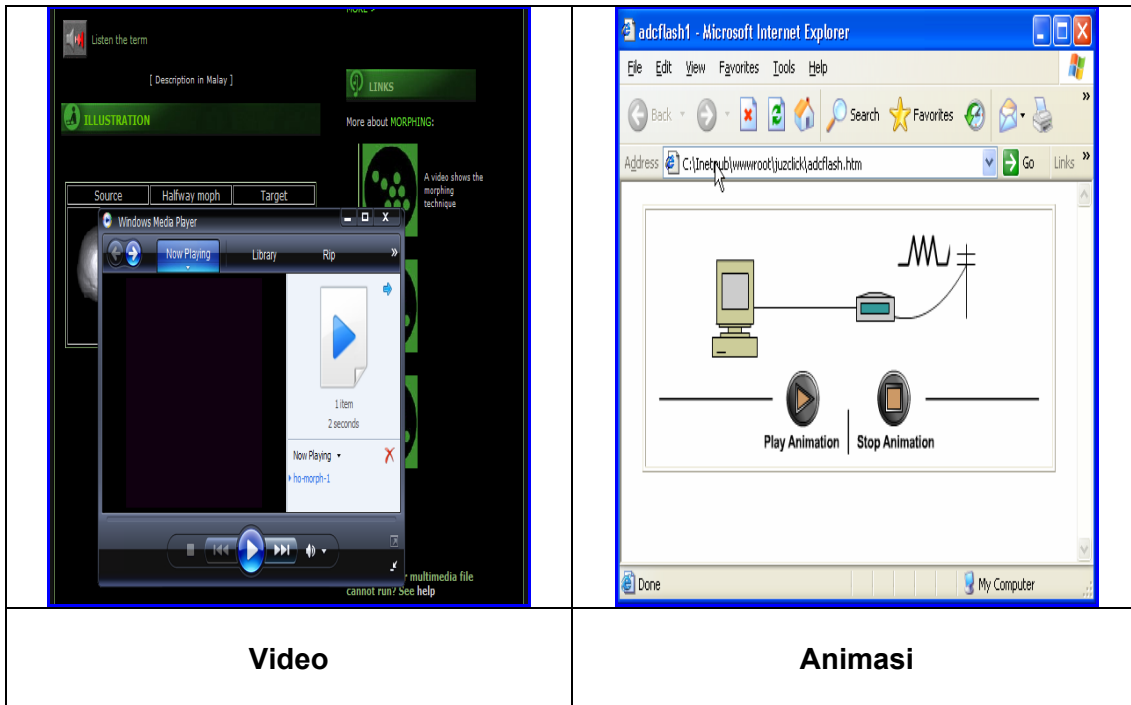 MORE >
Listen the term
[ Description in Malay ]
LINKS
ILLUSTRATION
More about MORPHING:
A video shows the
morphing
technique
Source Halfway moph Target
Windows Media Player
Now Playing Library Rip »
1 item
2 seconds
Now Playing
ho-morph-1
multimedia file
cannot run? See help
Video
adcflash1 - Microsoft Internet Explorer
File Edit View Favorites Tools Help
Back Search Favorites »
Address C:\Inetpub\wwwroot\juzclick\adcflash.htm Go Links »
Play Animation Stop Animation
Done My Computer
Animasi